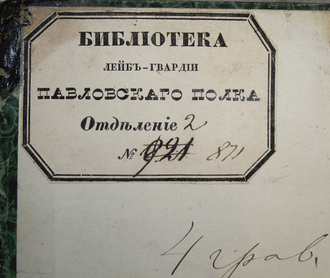 БИБЛІОТЕКА
ЛЕЙБЪ-ГВАРДІИ
ПАВЛОВСКАГО ПОЛКА
Отдѣленіе 2
№ 921 871
4 грав.